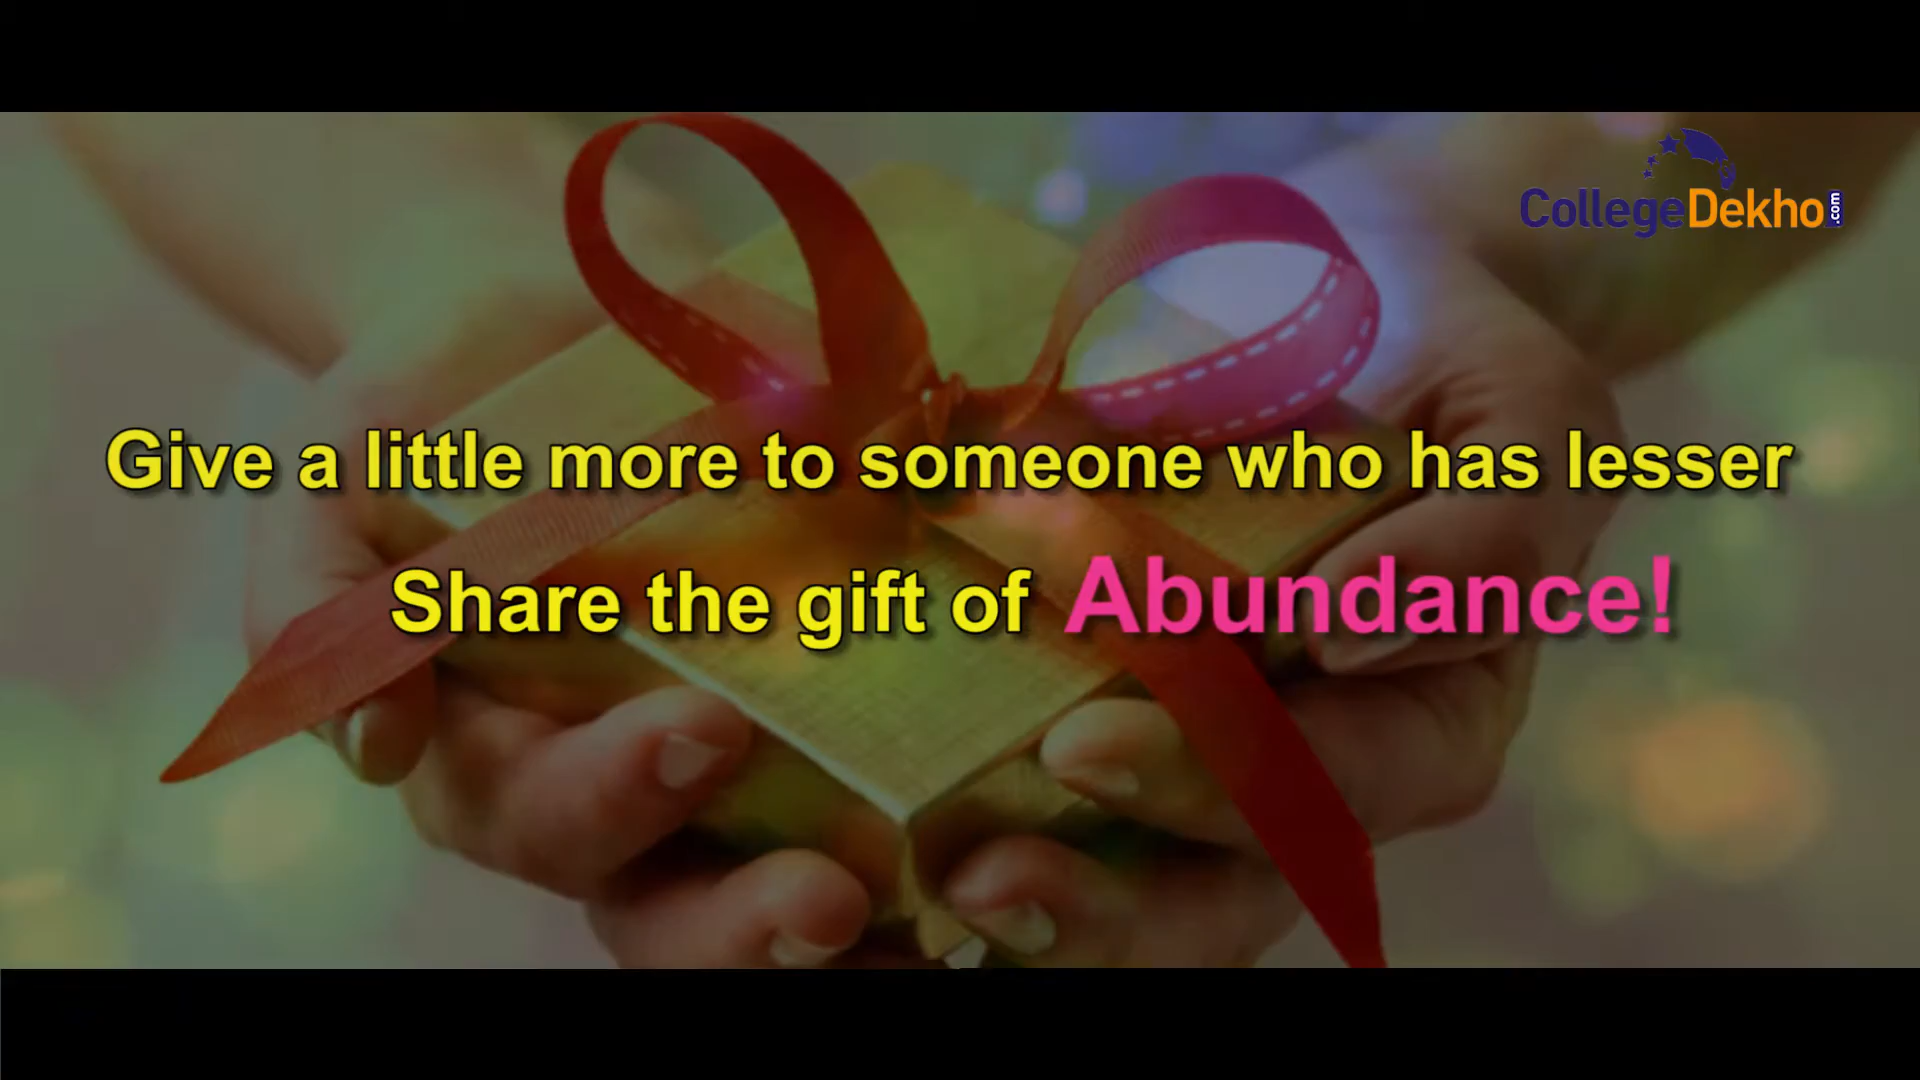 CollegeDekho.com
Give a little more to someone who has lesser
Share the gift of Abundance!